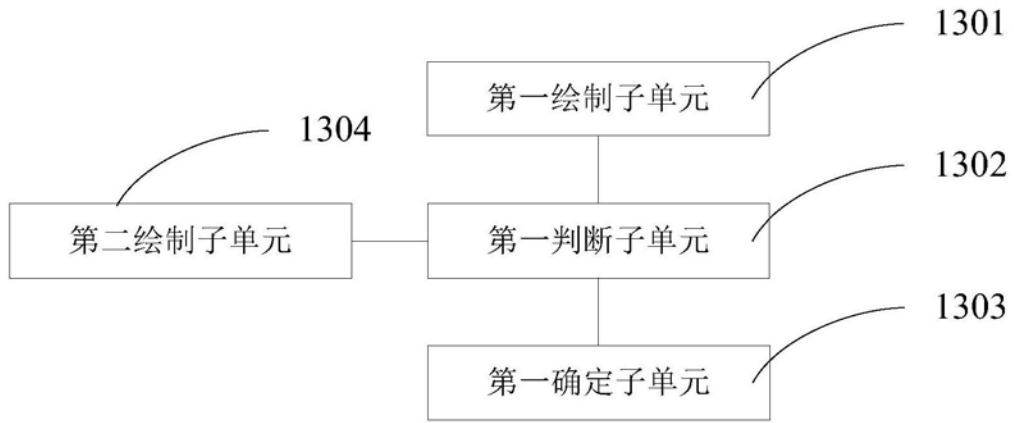 1301
第一绘制子单元
1304
1302
第二绘制子单元
第一判断子单元
1303
第一确定子单元